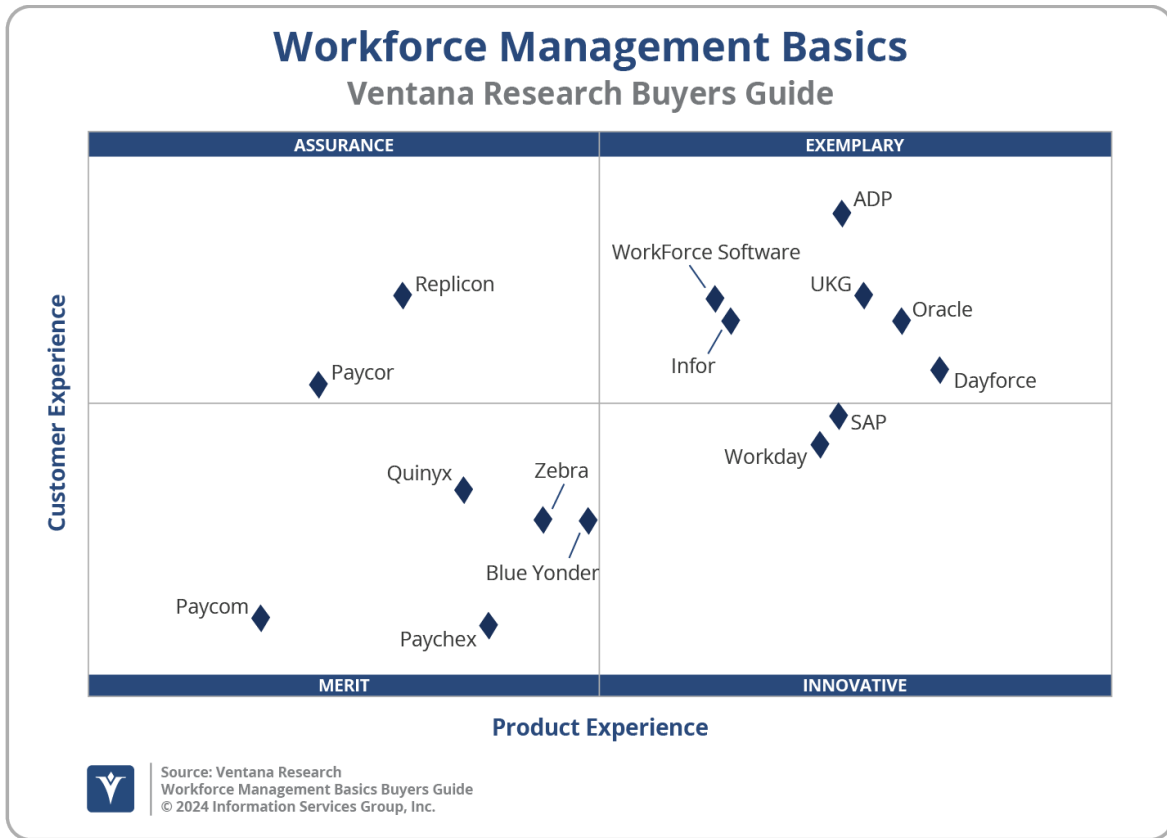 Workforce Management Basics
Ventana Research Buyers Guide
ASSURANCE
EXEMPLARY
ADP
WorkForce Software
UKG
Replicon
Oracle
Infor
Paycor
Dayforce
Customer Experience
SAP
Workday
Quinyx
Zebra
Blue Yonder
Paycom
Paychex
MERIT
INNOVATIVE
Product Experience
Source: Ventana Research
Workforce Management Basics Buyers Guide
© 2024 Information Services Group, Inc.